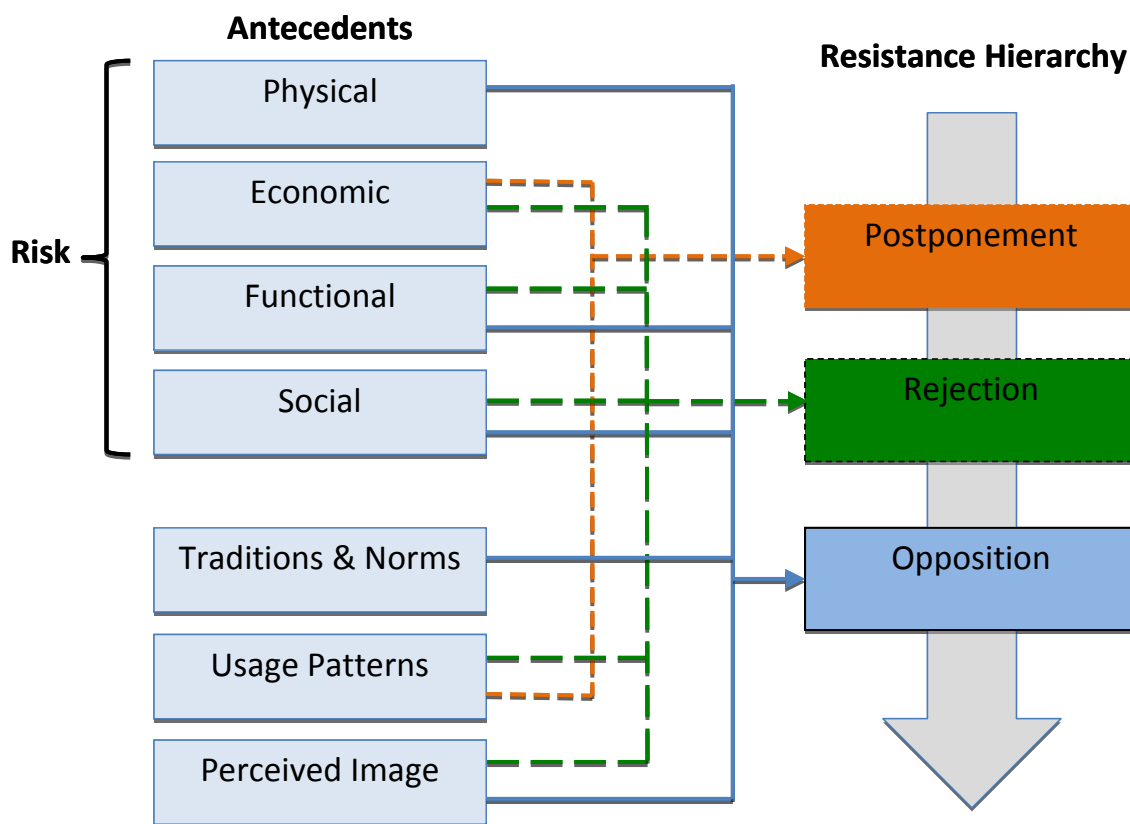 Antecedents
Resistance Hierarchy
Risk
Physical
Economic
Functional
Social
Traditions & Norms
Usage Patterns
Perceived Image
Postponement
Rejection
Opposition